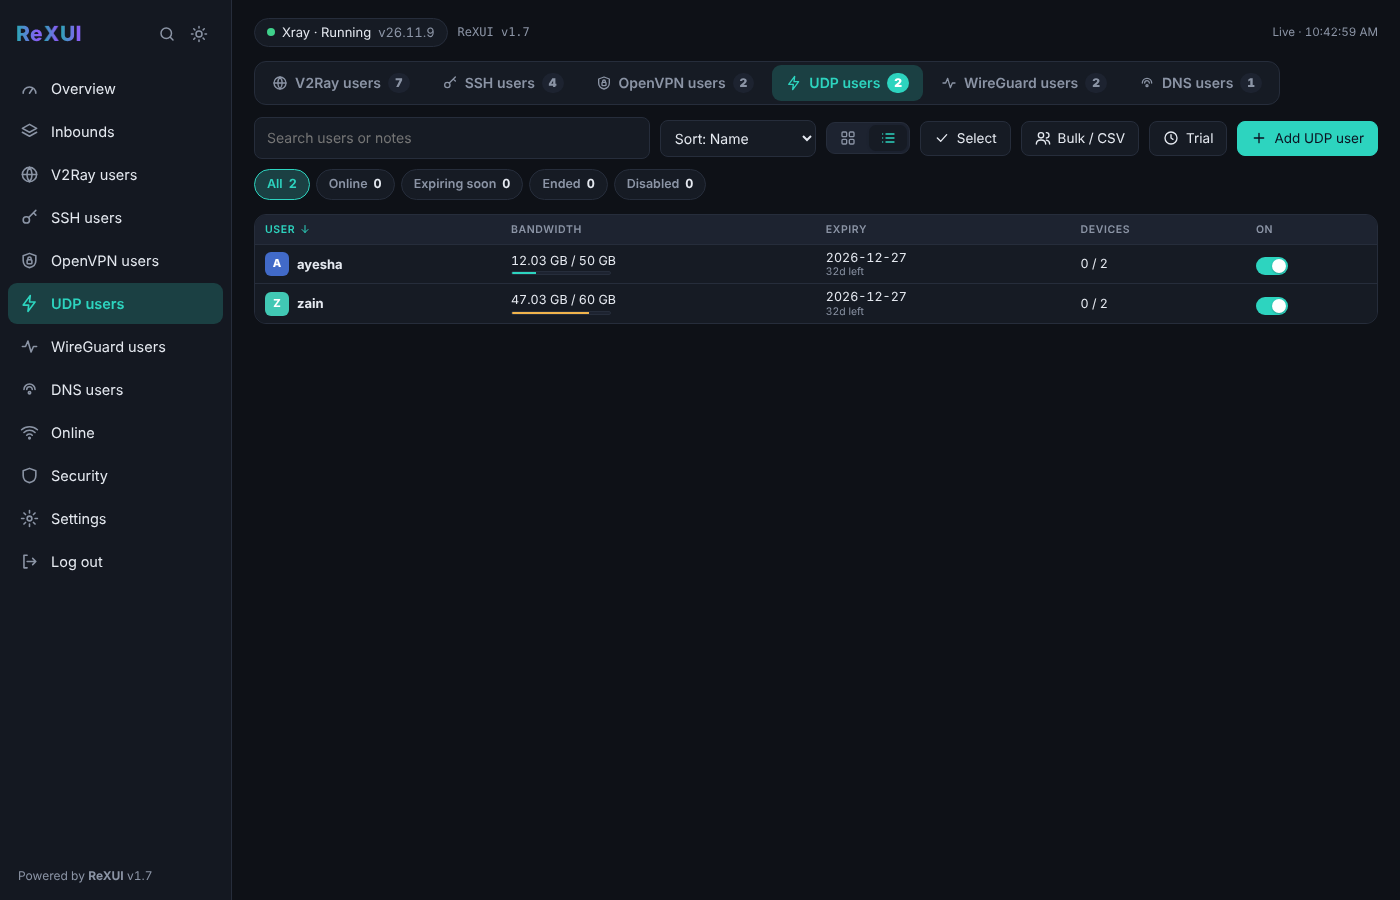 ReXUI
Overview
Inbounds
V2Ray users
SSH users
OpenVPN users
UDP users
WireGuard users
DNS users
Online
Security
Settings
Log out
Powered by ReXUI v1.7
Xray · Running v26.11.9 ReXUI v1.7 Live · 10:42:59 AM
V2Ray users 7 SSH users 4 OpenVPN users 2 UDP users 2 WireGuard users 2 DNS users 1
Search users or notes Sort: Name Select Bulk / CSV Trial Add UDP user
All 2 Online 0 Expiring soon 0 Ended 0 Disabled 0
USER ↓ BANDWIDTH EXPIRY DEVICES ON
A ayesha 12.03 GB / 50 GB 2026-12-27 0 / 2
32d left
Z zain 47.03 GB / 60 GB 2026-12-27 0 / 2
32d left